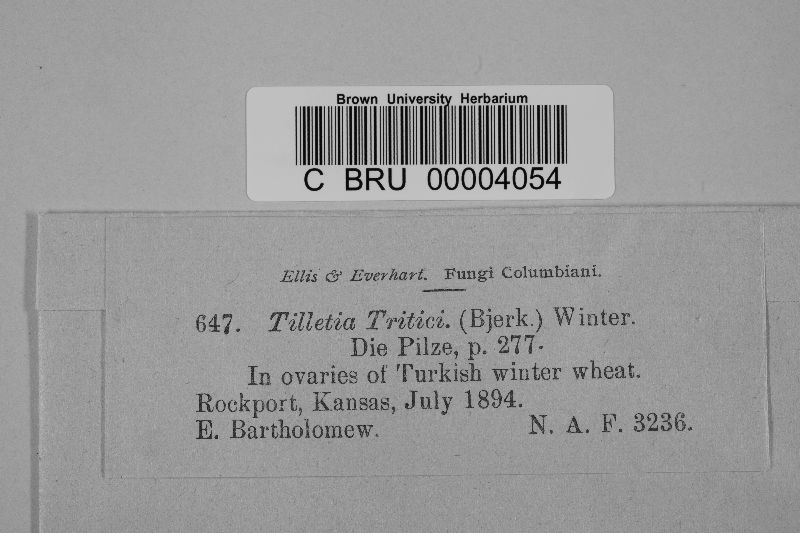 Brown University Herbarium
C BRU 00004054
Ellis & Everhart. Fungi Columbiani.
647. Tilletia Tritici. (Bjerk.) Winter.
Die Pilze, p. 277.
In ovaries of Turkish winter wheat.
Rockport, Kansas, July 1894.
E. Bartholomew. N. A. F. 3236.